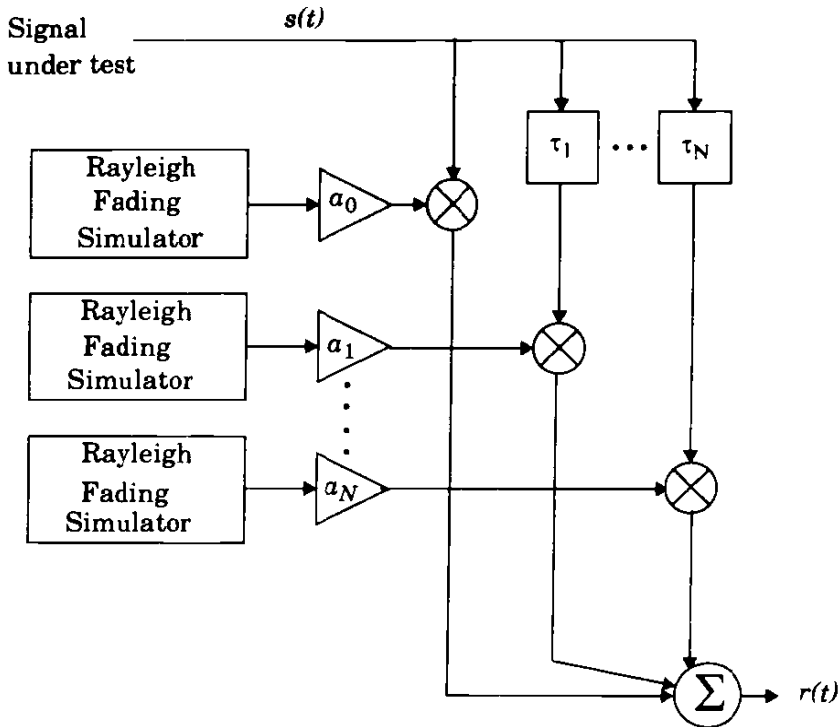 Signal
under test
s(t)
τ1
τN
Rayleigh
Fading
Simulator
a0
Rayleigh
Fading
Simulator
a1
Rayleigh
Fading
Simulator
aN
Σ
r(t)